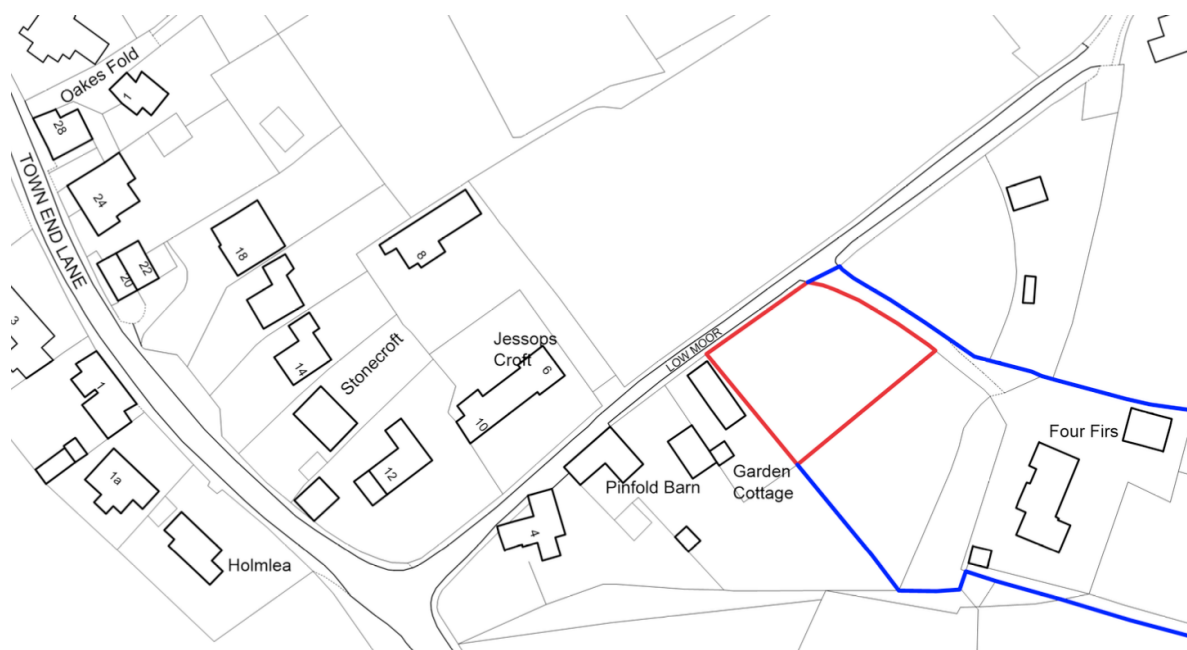 Oakes Fold
1
28
TOWN END LANE
24
18
8
22
20
3
LOW MOOR
Jessops
Croft
6
14
Stonecroft
1
10
Four Firs
12
1a
Pinfold Barn
Garden
Cottage
4
Holmlea